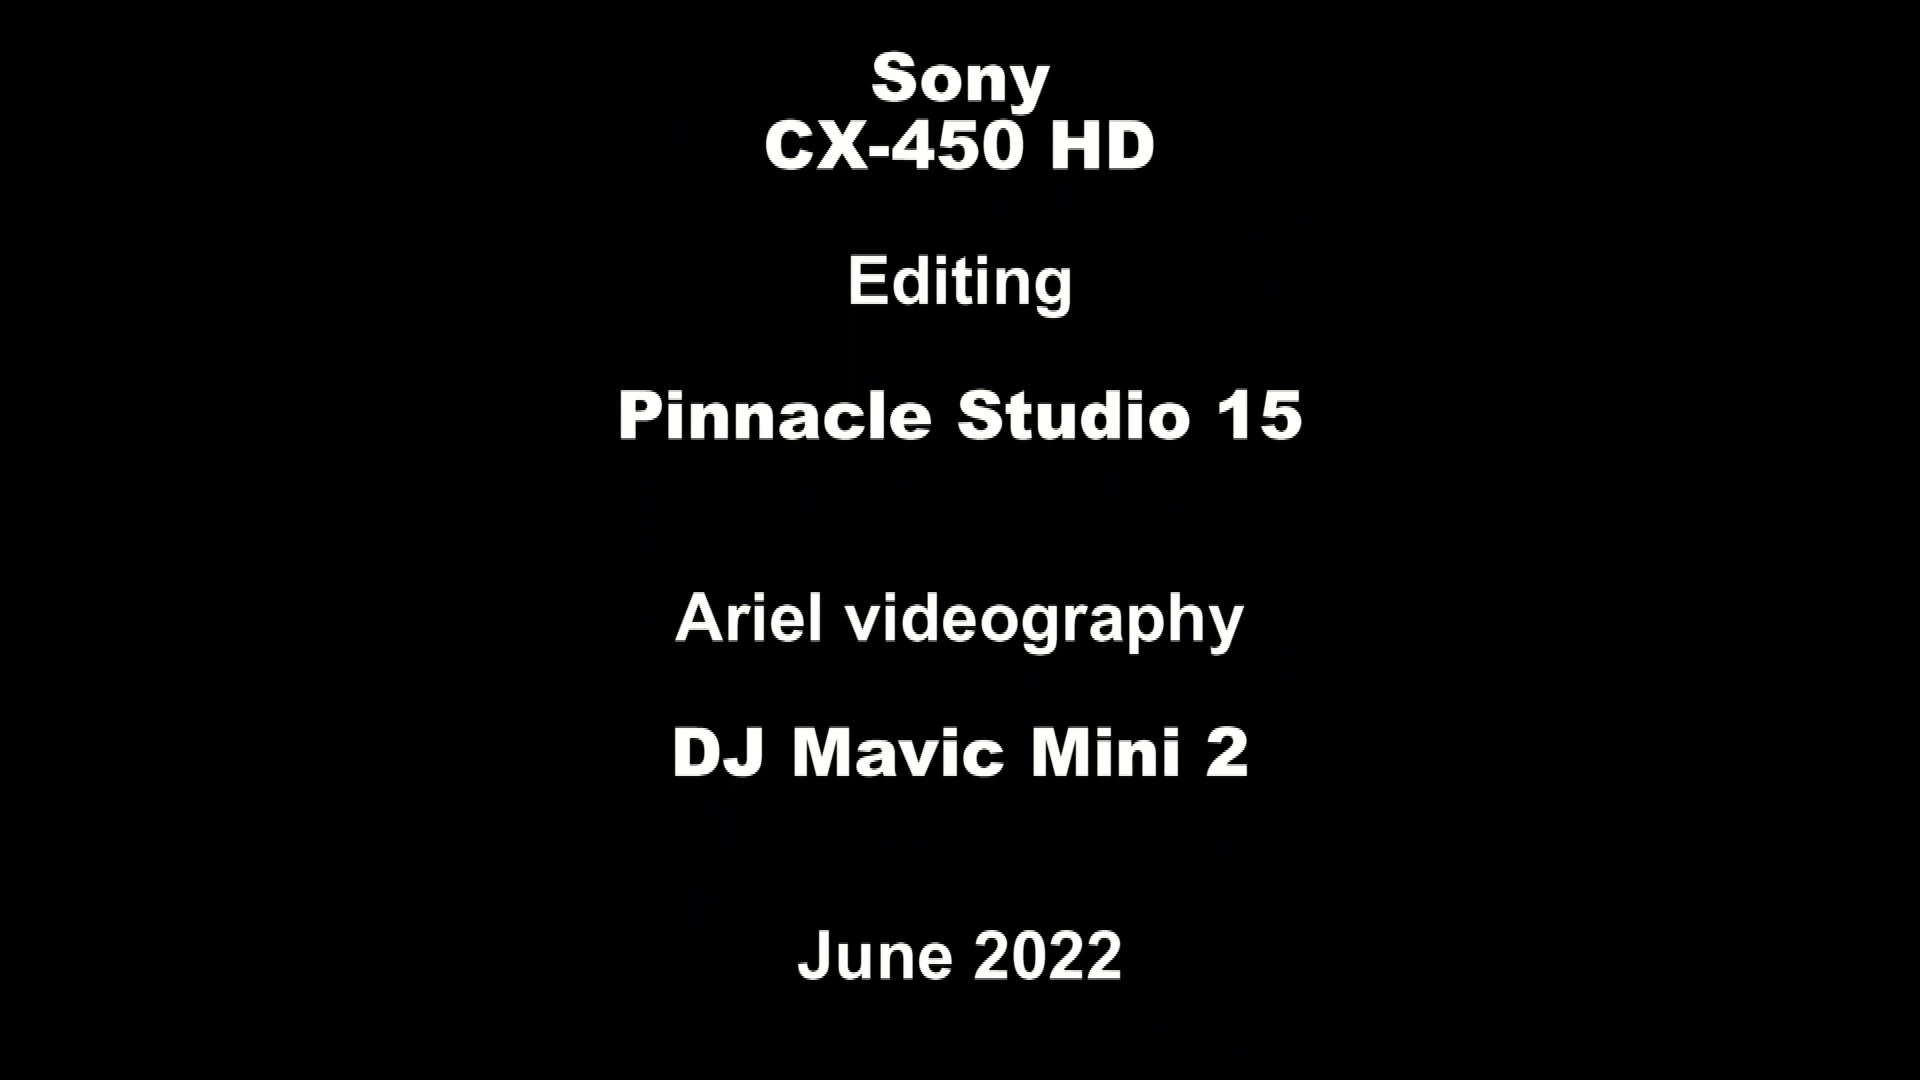 Sony
CX-450 HD
Editing
Pinnacle Studio 15
Ariel videography
DJ Mavic Mini 2
June 2022